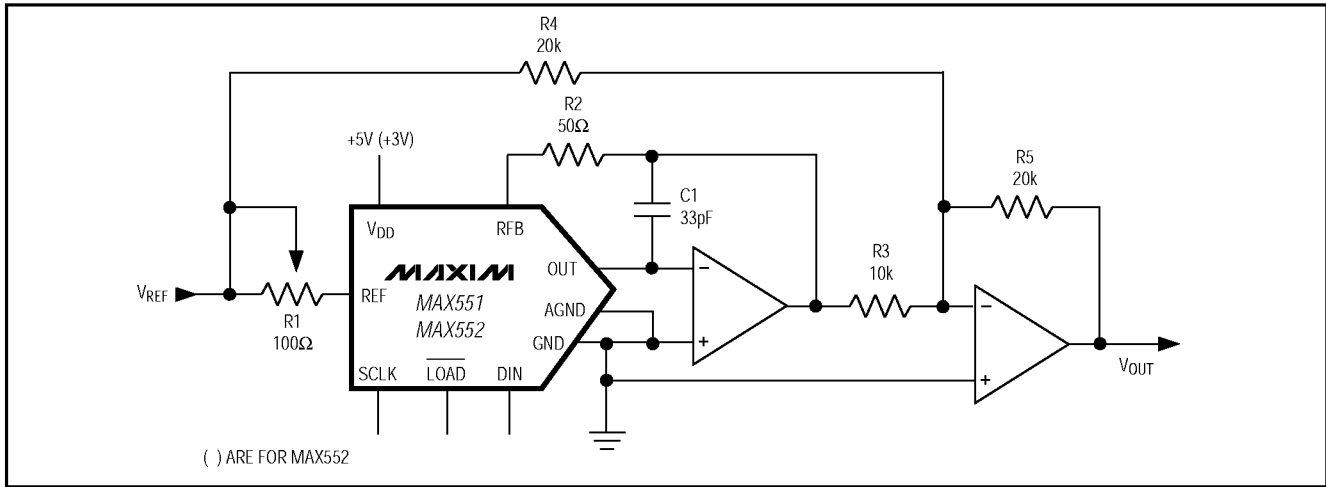 R4
20k
R2
50Ω
+5V (+3V)
R5
20k
C1
33pF
VDD
RFB
R3
10k
OUT
MAXIM
VREF
REF
MAX551
AGND
R1
100Ω
MAX552
GND
SCLK
LOAD
DIN
VOUT
( ) ARE FOR MAX552
−
+
−
+